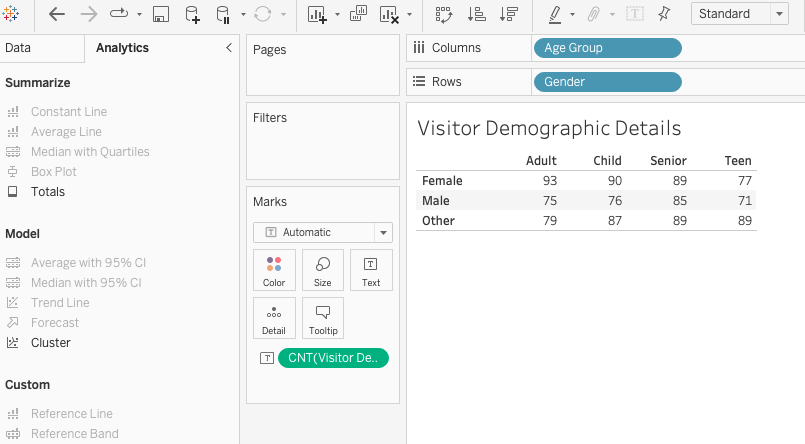 Standard
Data Analytics
Summarize
Constant Line
Average Line
Median with Quartiles
Box Plot
Totals
Model
Average with 95% CI
Median with 95% CI
Trend Line
Forecast
Cluster
Custom
Reference Line
Reference Band
Pages
Filters
Marks
Automatic
Color Size Text
Detail Tooltip
CNT(Visitor De..
Columns Age Group
Rows Gender
Visitor Demographic Details
Adult Child Senior Teen
Female 93 90 89 77
Male 75 76 85 71
Other 79 87 89 89